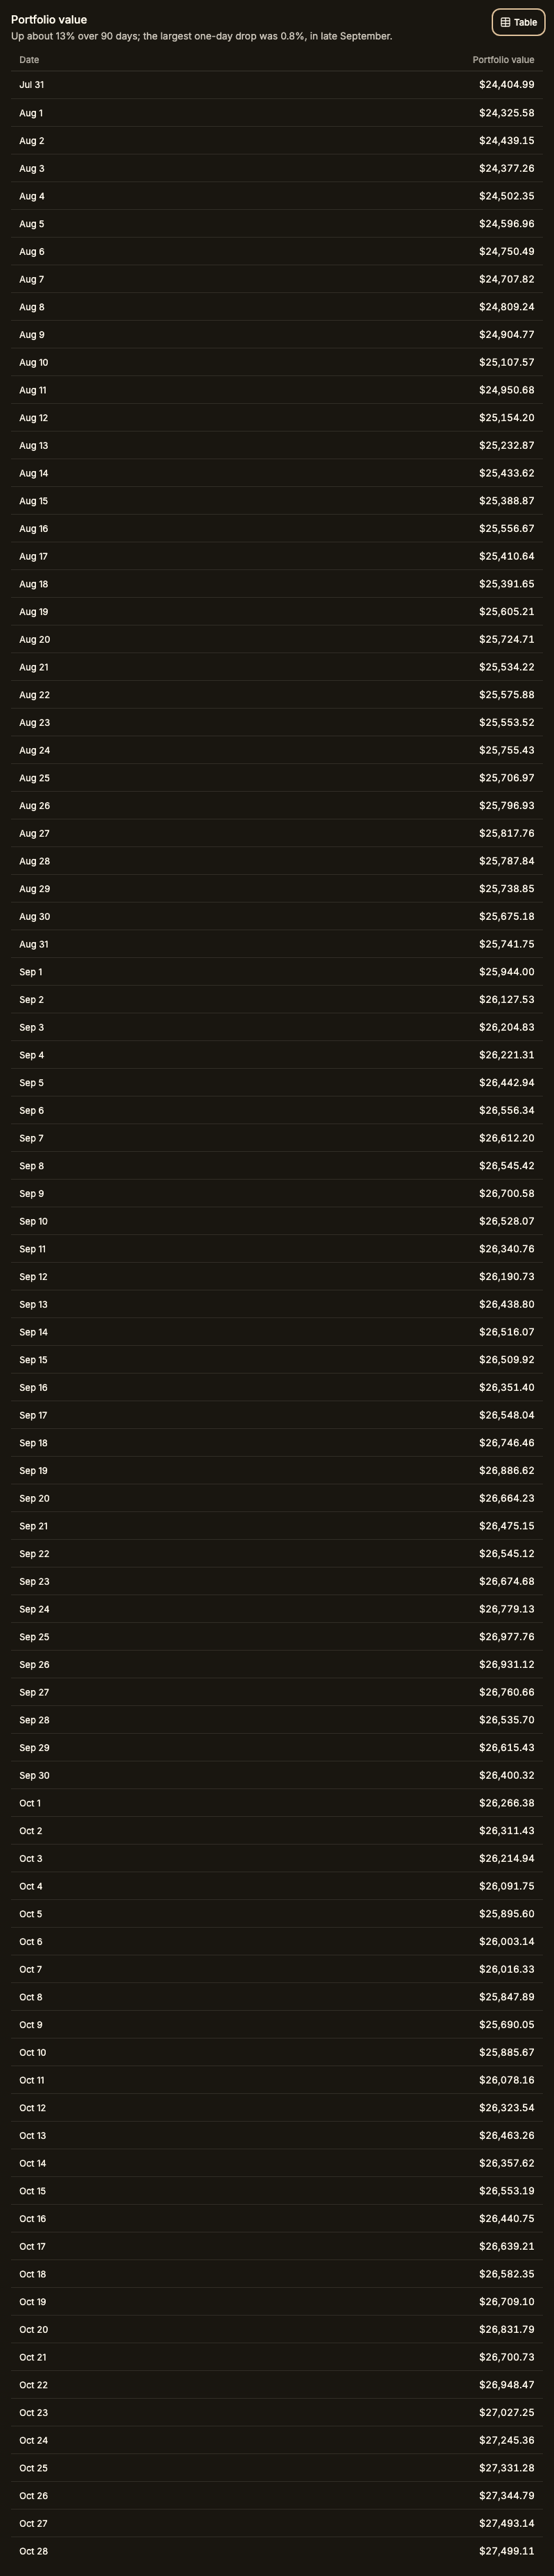 Portfolio value
Up about 13% over 90 days; the largest one-day drop was 0.8%, in late September.
Table
Date Portfolio value
Jul 31 $24,404.99
Aug 1 $24,325.58
Aug 2 $24,439.15
Aug 3 $24,377.26
Aug 4 $24,502.35
Aug 5 $24,596.96
Aug 6 $24,750.49
Aug 7 $24,707.82
Aug 8 $24,809.24
Aug 9 $24,904.77
Aug 10 $25,107.57
Aug 11 $24,950.68
Aug 12 $25,154.20
Aug 13 $25,232.87
Aug 14 $25,433.62
Aug 15 $25,388.87
Aug 16 $25,556.67
Aug 17 $25,410.64
Aug 18 $25,391.65
Aug 19 $25,605.21
Aug 20 $25,724.71
Aug 21 $25,534.22
Aug 22 $25,575.88
Aug 23 $25,553.52
Aug 24 $25,755.43
Aug 25 $25,706.97
Aug 26 $25,796.93
Aug 27 $25,817.76
Aug 28 $25,787.84
Aug 29 $25,738.85
Aug 30 $25,675.18
Aug 31 $25,741.75
Sep 1 $25,944.00
Sep 2 $26,127.53
Sep 3 $26,204.83
Sep 4 $26,221.31
Sep 5 $26,442.94
Sep 6 $26,556.34
Sep 7 $26,612.20
Sep 8 $26,545.42
Sep 9 $26,700.58
Sep 10 $26,528.07
Sep 11 $26,340.76
Sep 12 $26,190.73
Sep 13 $26,438.80
Sep 14 $26,516.07
Sep 15 $26,509.92
Sep 16 $26,351.40
Sep 17 $26,548.04
Sep 18 $26,746.46
Sep 19 $26,886.62
Sep 20 $26,664.23
Sep 21 $26,475.15
Sep 22 $26,545.12
Sep 23 $26,674.68
Sep 24 $26,779.13
Sep 25 $26,977.76
Sep 26 $26,931.12
Sep 27 $26,760.66
Sep 28 $26,535.70
Sep 29 $26,615.43
Sep 30 $26,400.32
Oct 1 $26,266.38
Oct 2 $26,311.43
Oct 3 $26,214.94
Oct 4 $26,091.75
Oct 5 $25,895.60
Oct 6 $26,003.14
Oct 7 $26,016.33
Oct 8 $25,847.89
Oct 9 $25,690.05
Oct 10 $25,885.67
Oct 11 $26,078.16
Oct 12 $26,323.54
Oct 13 $26,463.26
Oct 14 $26,357.62
Oct 15 $26,553.19
Oct 16 $26,440.75
Oct 17 $26,639.21
Oct 18 $26,582.35
Oct 19 $26,709.10
Oct 20 $26,831.79
Oct 21 $26,700.73
Oct 22 $26,948.47
Oct 23 $27,027.25
Oct 24 $27,245.36
Oct 25 $27,331.28
Oct 26 $27,344.79
Oct 27 $27,493.14
Oct 28 $27,499.11